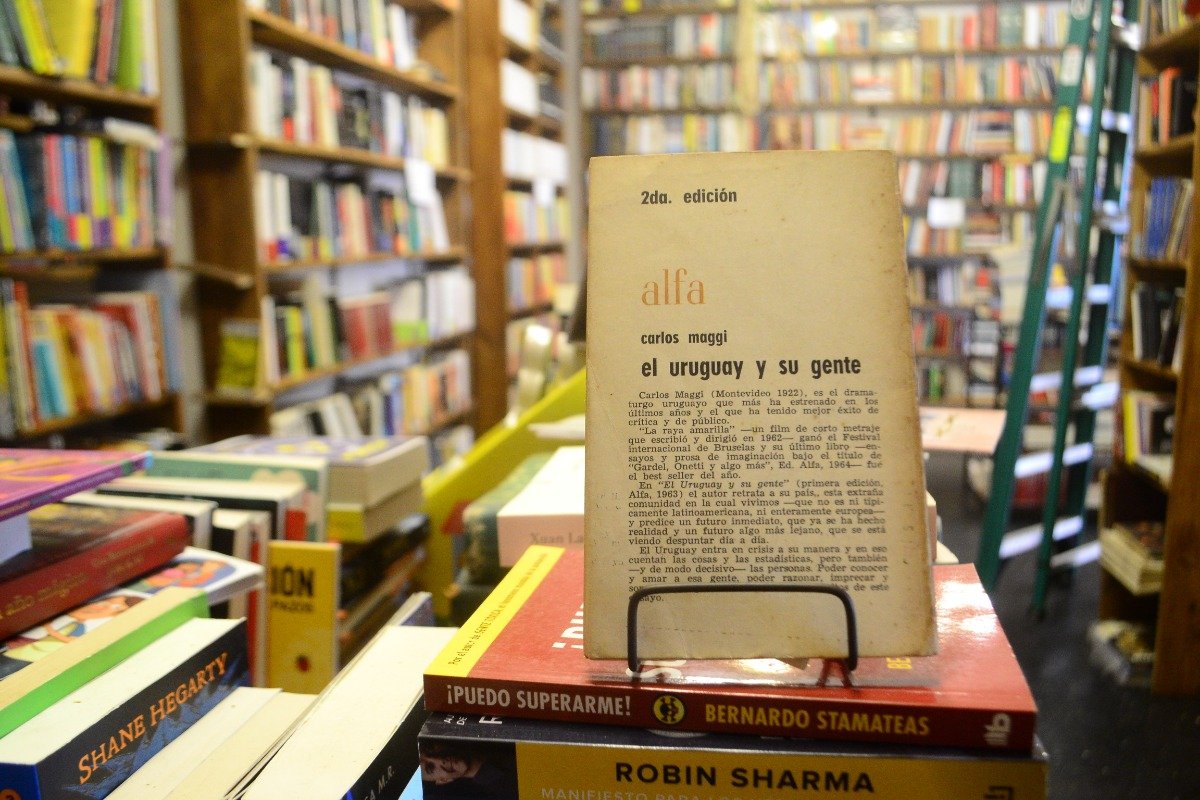 2da. edición
alfa
carlos maggi
el uruguay y su gente
Carlos Maggi (Montevideo 1922), es el drama-
turgo uruguayo que más ha estrenado en los
últimos años y el que ha tenido mejor éxito de
crítica y de público.
"La raya amarilla" —un film de corto metraje
que escribió y dirigió en 1962— ganó el Festival
internacional de Bruselas y su último libro —en-
sayos y prosa de imaginación bajo el título de
"Gardel, Onetti y algo más", Ed. Alfa, 1964— fue
el best seller del año.
En "El Uruguay y su gente" (primera edición,
Alfa, 1963) el autor retrata a su país,, esta extraña
comunidad en la cual vivimos —que no es ni típi-
camente latinoamericana, ni enteramente europea—
y predice un futuro inmediato, que ya se ha hecho
realidad y un futuro algo más lejano, que se está
viendo despuntar día a día.
El Uruguay entra en crisis a su manera y en eso
cuentan las cosas y las estadísticas, pero también
—y de modo decisivo— las personas. Poder conocer
y amar a esa gente, poder razonar, imprecar y
de este
¡PUEDO SUPERARME!
BERNARDO STAMATEAS
ROBIN SHARMA
MANIFIESTO PARA
SHANE HEGARTY
Xuan